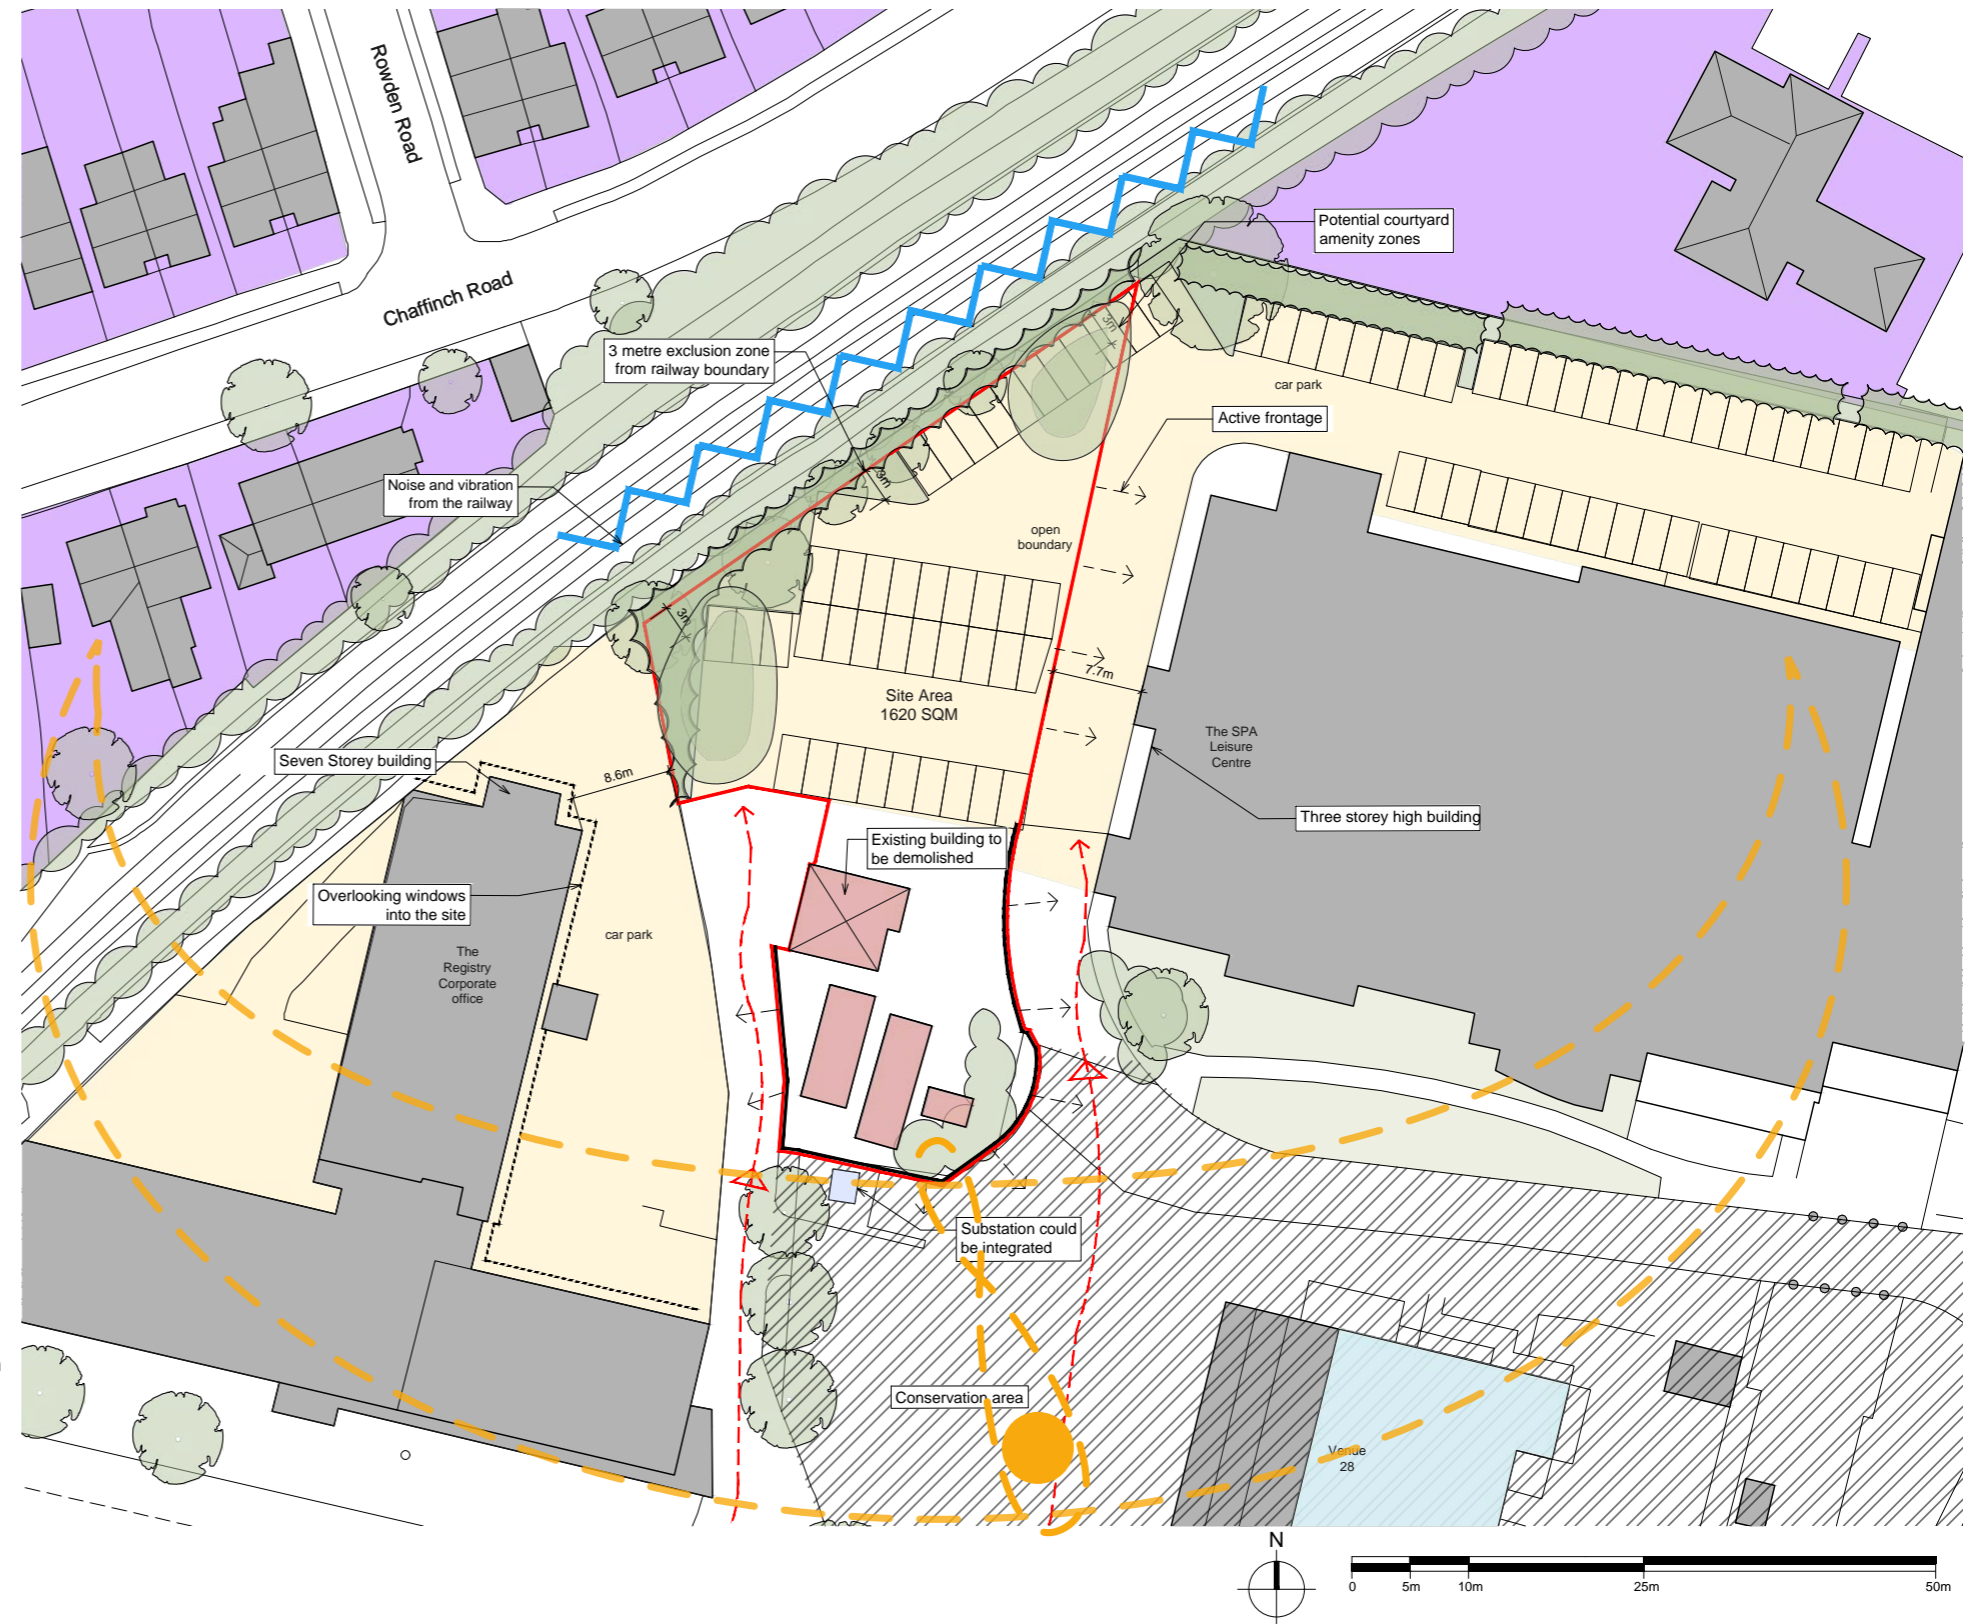 Rowden Road
Chaffinch Road
Potential courtyard
amenity zones
3 metre exclusion zone
from railway boundary
3m
car park
Active frontage
Noise and vibration
from the railway
3m
open
boundary
3m
7.7m
Site Area
1620 SQM
The SPA
Leisure
Centre
Seven Storey building
8.6m
Three storey high building
Existing building to
be demolished
Overlooking windows
into the site
car park
The
Registry
Corporate
office
Substation could
be integrated
Conservation area
Venue
28
N
0
5m
10m
25m
50m